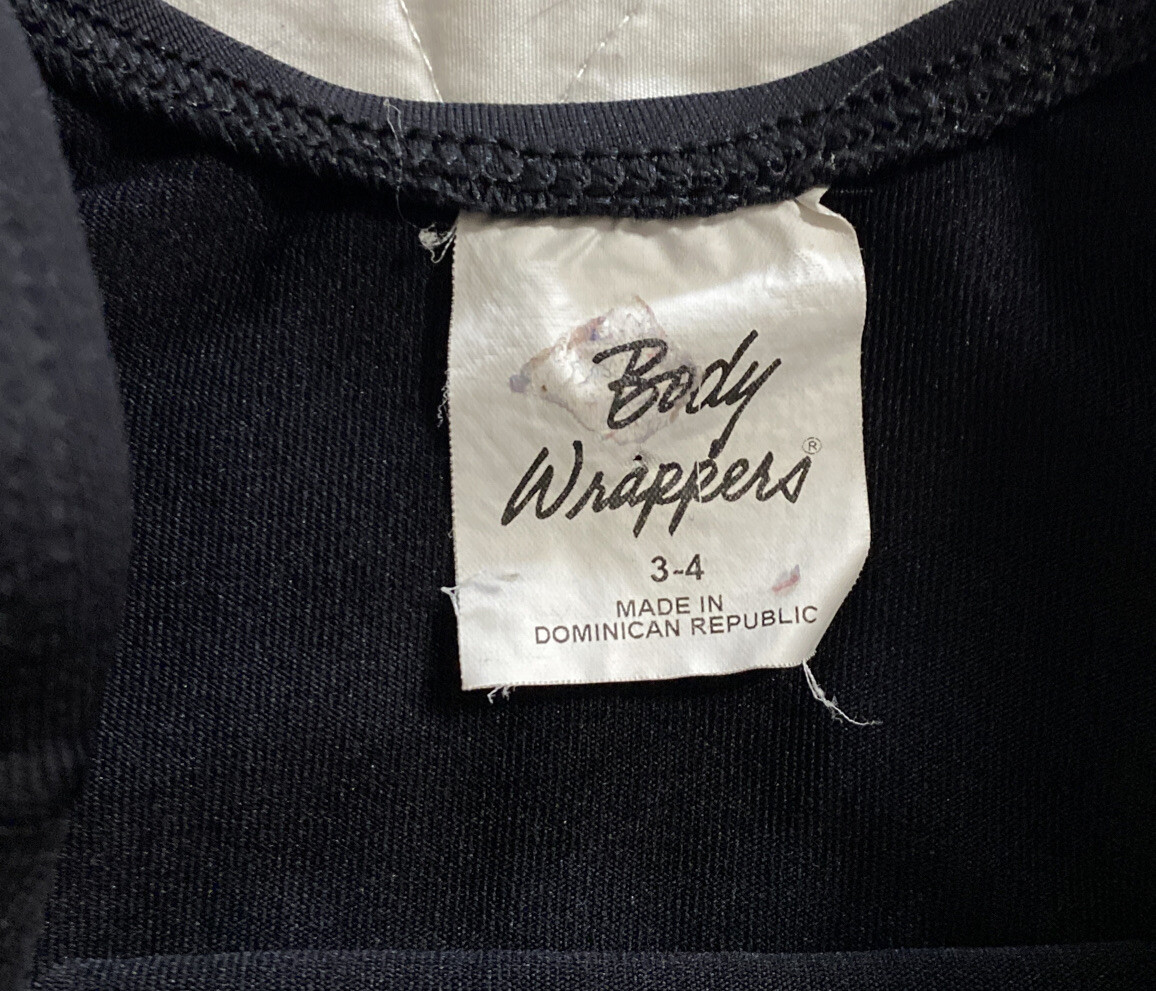 Body
Wrappers®
3-4
MADE IN
DOMINICAN REPUBLIC